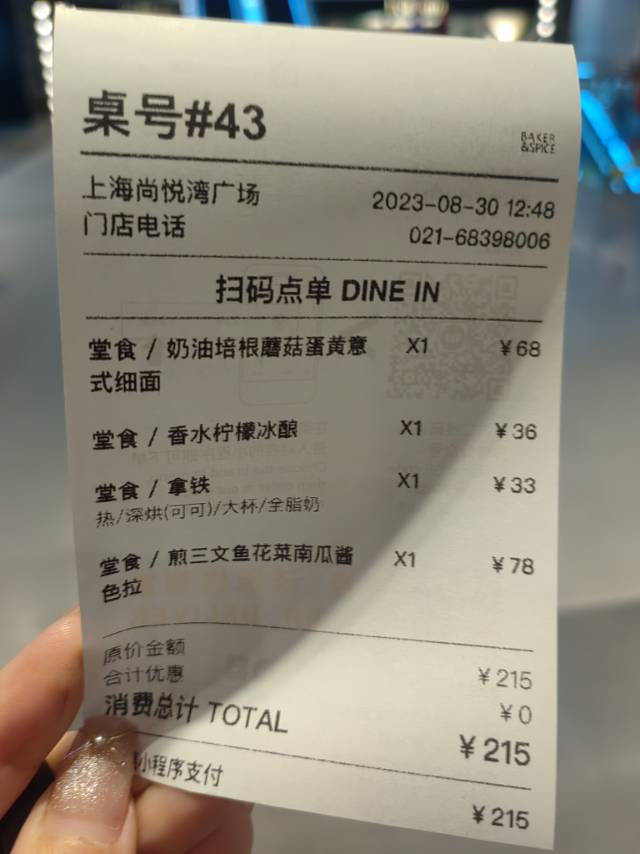 桌号#43
BAKER
&SPICE
上海尚悦湾广场 2023-08-30 12:48
门店电话 021-68398006
扫码点单 DINE IN
堂食 / 奶油培根蘑菇蛋黄意 X1 ¥68
式细面
堂食 / 香水柠檬冰酿 X1 ¥36
堂食 / 拿铁 X1 ¥33
热/深烘(可可)/大杯/全脂奶
堂食 / 煎三文鱼花菜南瓜酱 X1 ¥78
色拉
原价金额 ¥215
合计优惠 ¥0
消费总计 TOTAL ¥215
小程序支付 ¥215